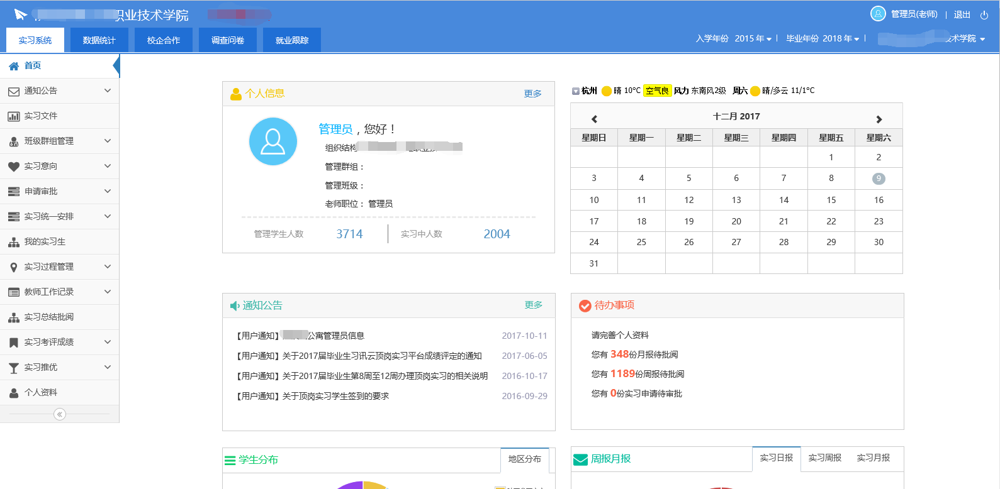 职业技术学院
管理员(老师) | 退出
实习系统 数据统计 校企合作 调查问卷 就业跟踪
入学年份 2015 年 | 毕业年份 2018 年 | 技术学院
首页
通知公告
实习文件
班级群组管理
实习意向
申请审批
实习统一安排
我的实习生
实习过程管理
教师工作记录
实习总结批阅
实习考评成绩
实习推优
个人资料
个人信息 更多
管理员，您好！
组织结构
管理群组：
管理班级：
老师职位： 管理员
管理学生人数 3714 实习中人数 2004
杭州 晴 10°C 空气良 风力 东南风2级 周六 晴/多云 11/1°C
十二月 2017
星期日 星期一 星期二 星期三 星期四 星期五 星期六
1 2
3 4 5 6 7 8 9
10 11 12 13 14 15 16
17 18 19 20 21 22 23
24 25 26 27 28 29 30
31
通知公告 更多
【用户通知】 公寓管理员信息 2017-10-11
【用户通知】关于2017届毕业生习讯云顶岗实习平台成绩评定的通知 2017-06-05
【用户通知】关于2017届毕业生第8周至12周办理顶岗实习的相关说明 2016-10-17
【用户通知】关于顶岗实习学生签到的要求 2016-09-29
待办事项
请完善个人资料
您有 348份月报待批阅
您有 1189份周报待批阅
您有 0份实习申请待审批
学生分布 地区分布
周报月报 实习日报 实习周报 实习月报